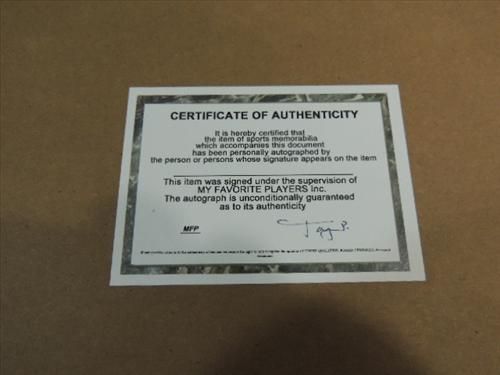 CERTIFICATE OF AUTHENTICITY
It is hereby certified that
the item of sports memorabilia
which accompanies this document
has been personally autographed by
the person or persons whose signature appears on the item
This item was signed under the supervision of
MY FAVORITE PLAYERS Inc.
The autograph is unconditionally guaranteed
as to its authenticity
MFP